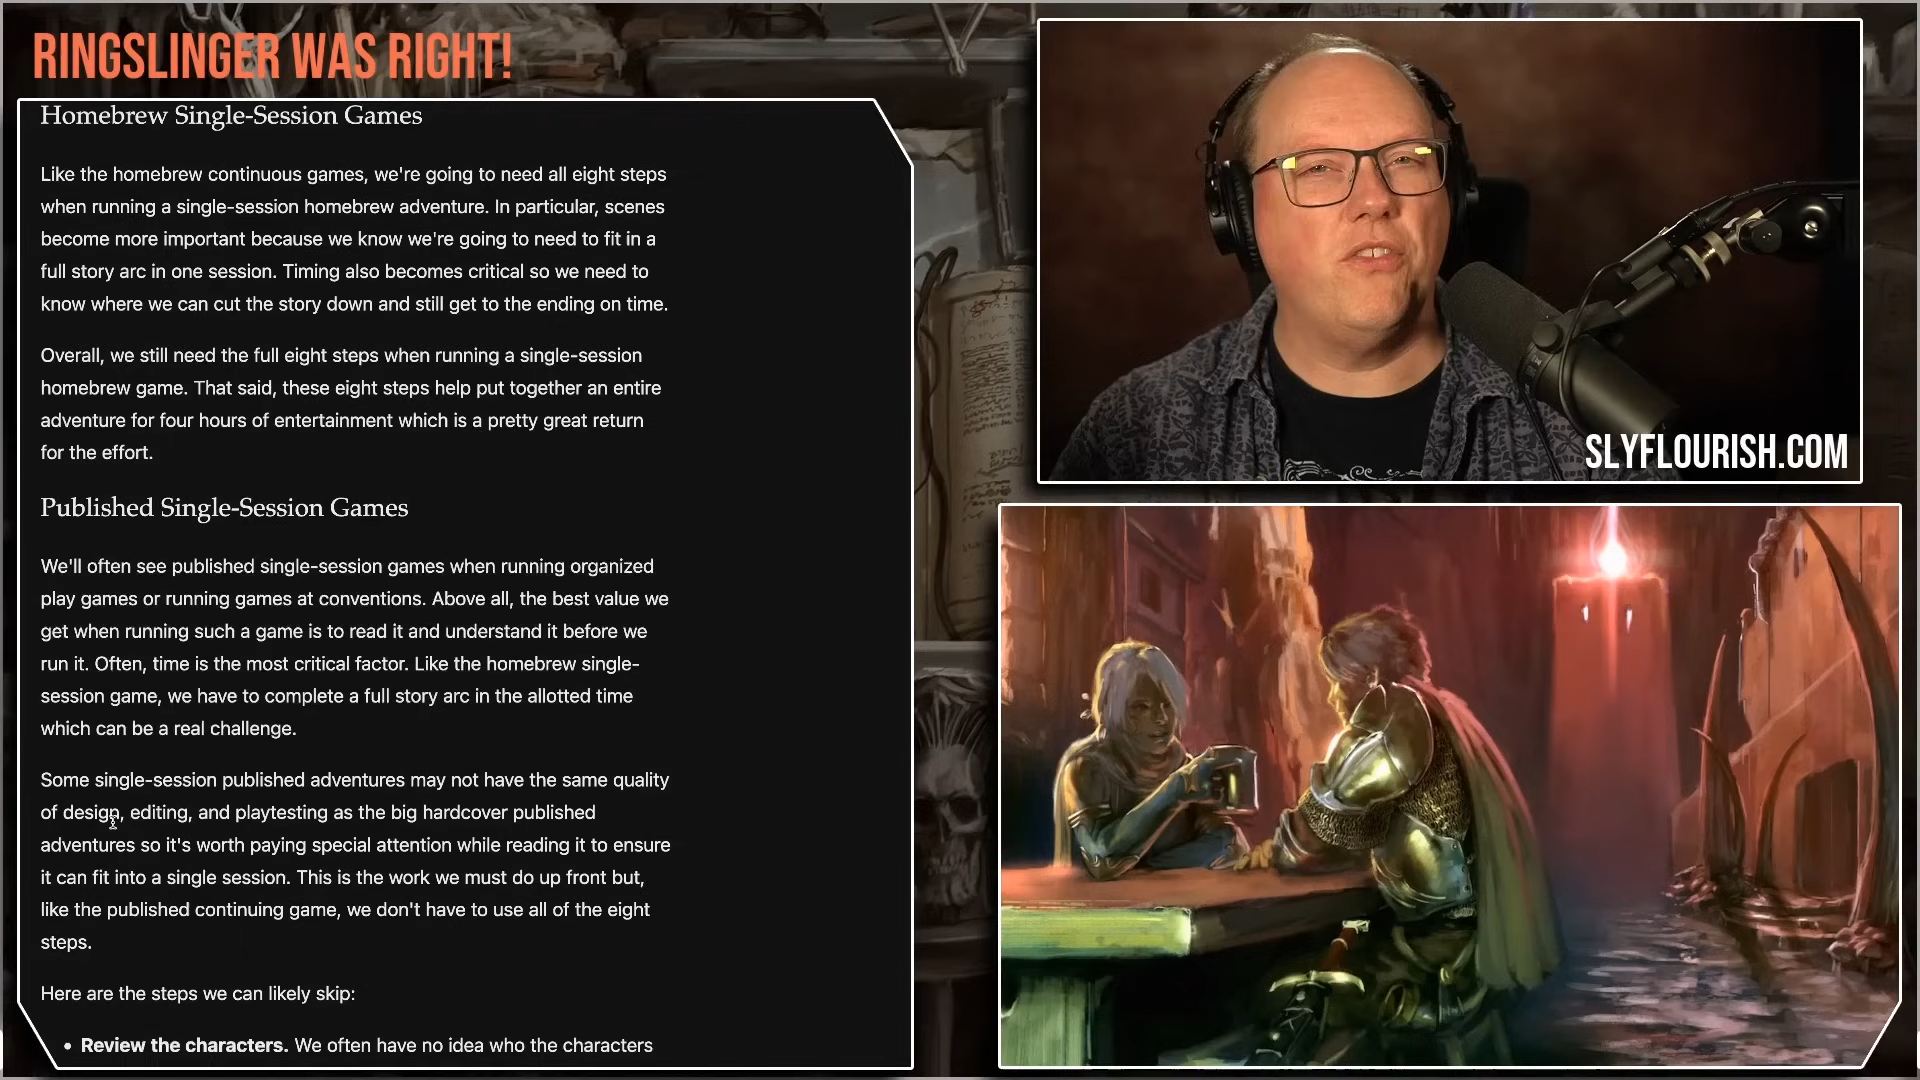 RINGSLINGER WAS RIGHT!
Homebrew Single-Session Games
Like the homebrew continuous games, we're going to need all eight steps
when running a single-session homebrew adventure. In particular, scenes
become more important because we know we're going to need to fit in a
full story arc in one session. Timing also becomes critical so we need to
know where we can cut the story down and still get to the ending on time.
Overall, we still need the full eight steps when running a single-session
homebrew game. That said, these eight steps help put together an entire
adventure for four hours of entertainment which is a pretty great return
for the effort.
Published Single-Session Games
We'll often see published single-session games when running organized
play games or running games at conventions. Above all, the best value we
get when running such a game is to read it and understand it before we
run it. Often, time is the most critical factor. Like the homebrew single-
session game, we have to complete a full story arc in the allotted time
which can be a real challenge.
Some single-session published adventures may not have the same quality
of design, editing, and playtesting as the big hardcover published
adventures so it's worth paying special attention while reading it to ensure
it can fit into a single session. This is the work we must do up front but,
like the published continuing game, we don't have to use all of the eight
steps.
Here are the steps we can likely skip:
• Review the characters. We often have no idea who the characters
SLYFLOURISH.COM